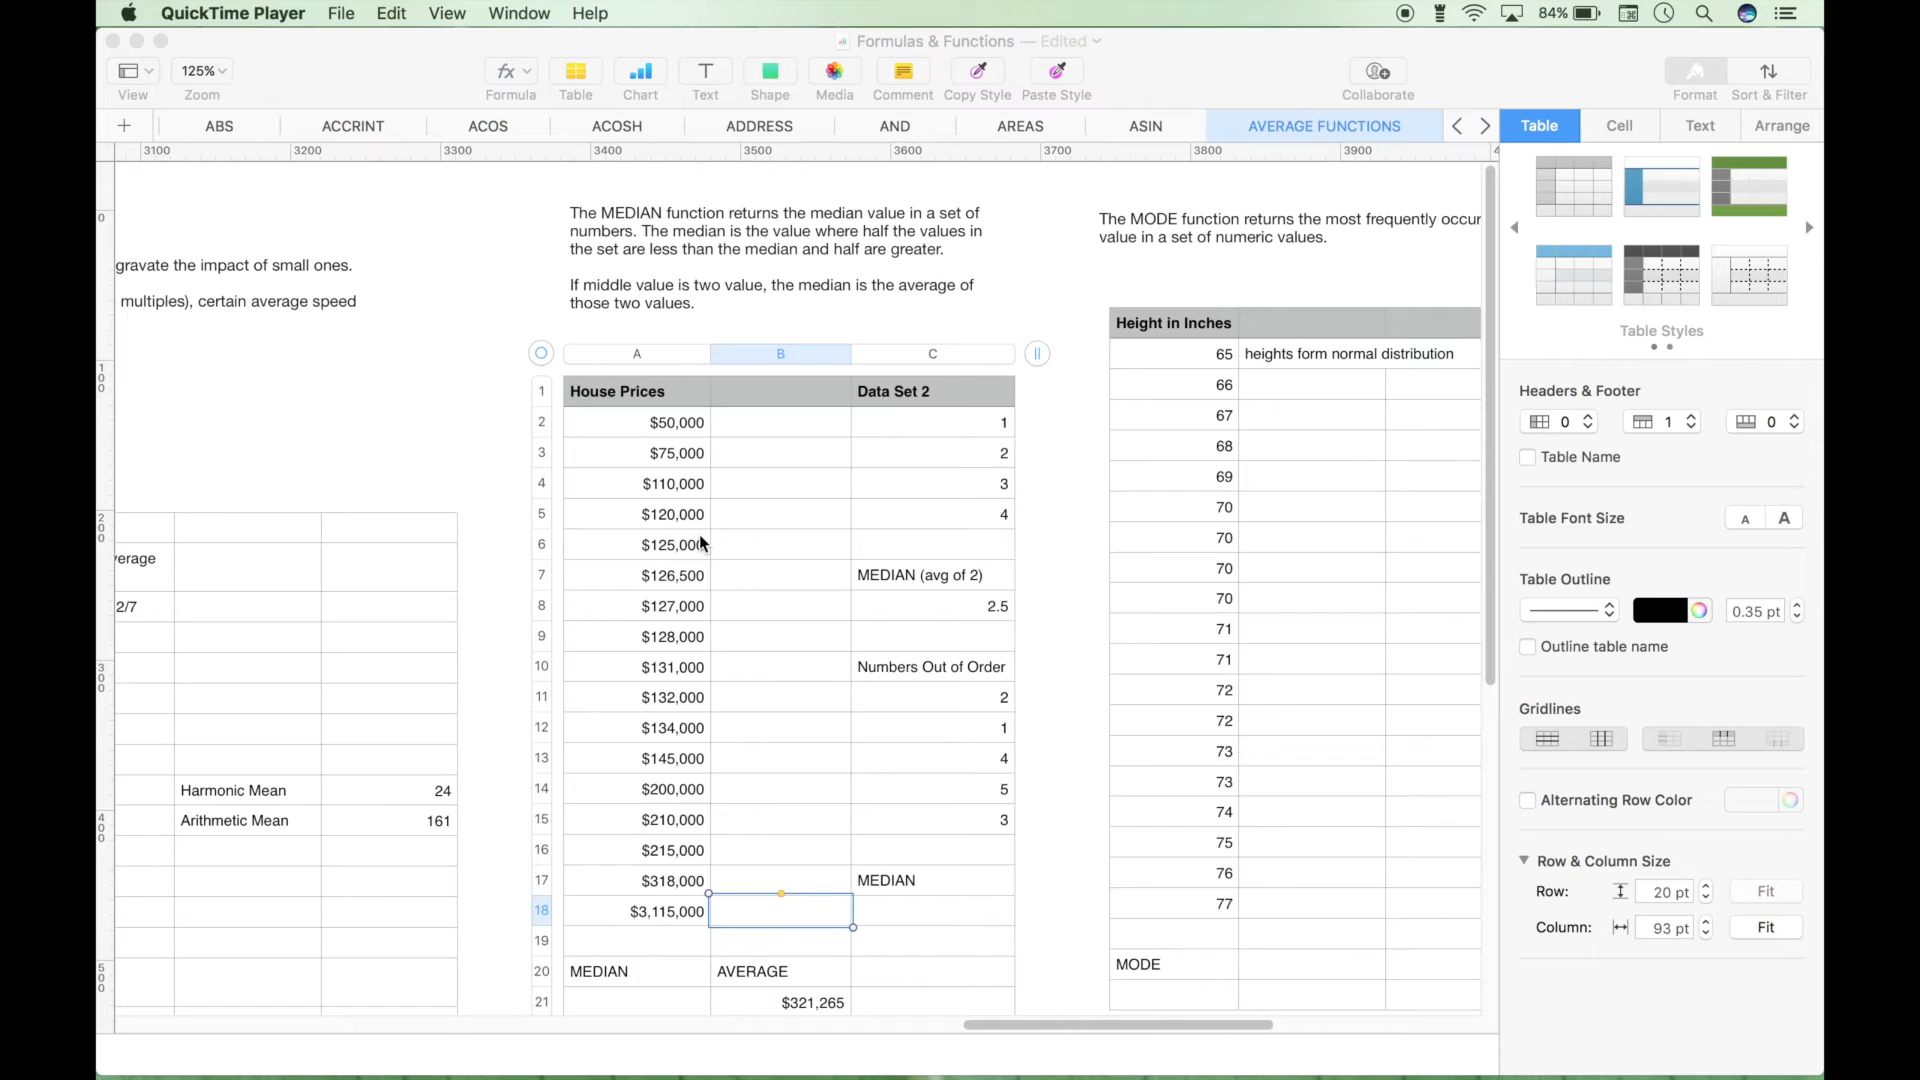 QuickTime Player File Edit View Window Help 84%
Formulas & Functions — Edited
125%
View Zoom Formula Table Chart Text Shape Media Comment Copy Style Paste Style Collaborate Format Sort & Filter
ABS ACCRINT ACOS ACOSH ADDRESS AND AREAS ASIN AVERAGE FUNCTIONS
Table Cell Text Arrange
3100 3200 3300 3400 3500 3600 3700 3800 3900
0
100
200
300
400
500
gravate the impact of small ones.
multiples), certain average speed
verage
2/7
Harmonic Mean 24
Arithmetic Mean 161
The MEDIAN function returns the median value in a set of
numbers. The median is the value where half the values in
the set are less than the median and half are greater.
If middle value is two value, the median is the average of
those two values.
A B C
1 House Prices Data Set 2
2 $50,000 1
3 $75,000 2
4 $110,000 3
5 $120,000 4
6 $125,000
7 $126,500 MEDIAN (avg of 2)
8 $127,000 2.5
9 $128,000
10 $131,000 Numbers Out of Order
11 $132,000 2
12 $134,000 1
13 $145,000 4
14 $200,000 5
15 $210,000 3
16 $215,000
17 $318,000 MEDIAN
18 $3,115,000
19
20 MEDIAN AVERAGE
21 $321,265
The MODE function returns the most frequently occur
value in a set of numeric values.
Height in Inches
65 heights form normal distribution
66
67
68
69
70
70
70
70
71
71
72
72
73
73
74
75
76
77
MODE
Table Styles
Headers & Footer
0 1 0
Table Name
Table Font Size A A
Table Outline
0.35 pt
Outline table name
Gridlines
Alternating Row Color
Row & Column Size
Row: 20 pt Fit
Column: 93 pt Fit